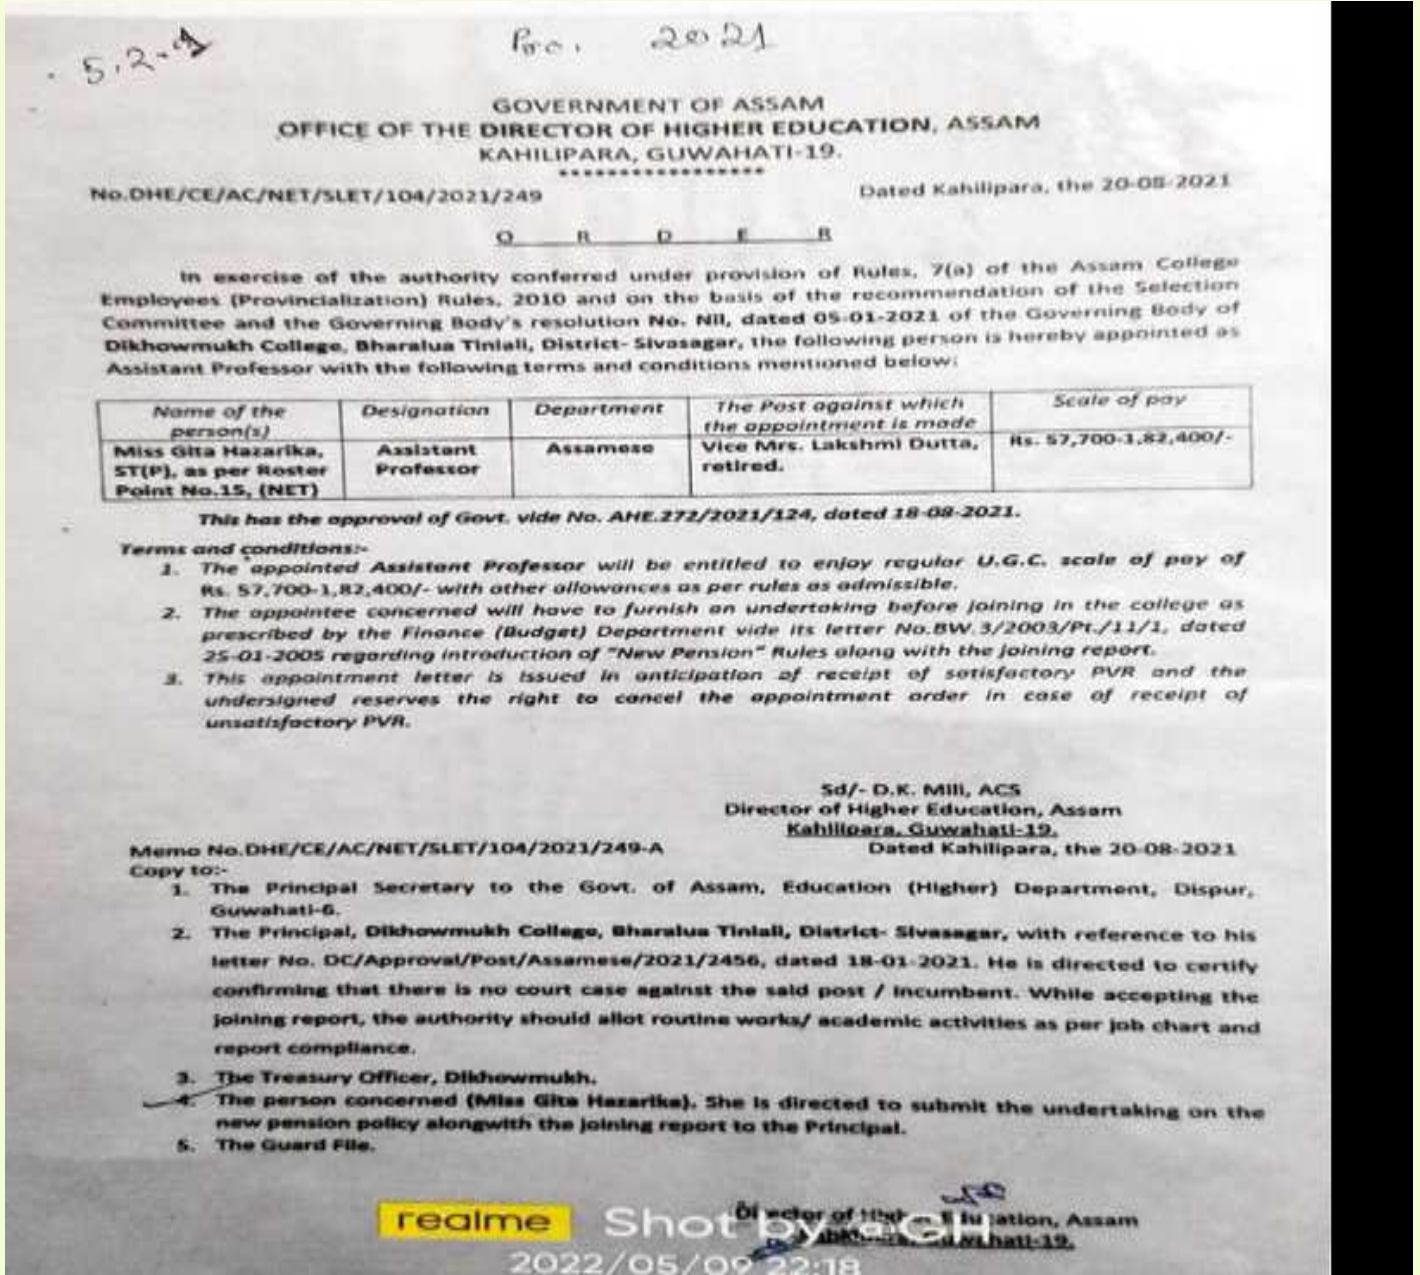 5.2.1
Pro. 2021
GOVERNMENT OF ASSAM
OFFICE OF THE DIRECTOR OF HIGHER EDUCATION, ASSAM
KAHILIPARA, GUWAHATI-19.
*****************
No.DHE/CE/AC/NET/SLET/104/2021/249 Dated Kahilipara, the 20-08-2021
O R D E R
In exercise of the authority conferred under provision of Rules, 7(a) of the Assam College
Employees (Provincialization) Rules, 2010 and on the basis of the recommendation of the Selection
Committee and the Governing Body's resolution No. Nil, dated 05-01-2021 of the Governing Body of
Dikhowmukh College, Bharalua Tiniali, District- Sivasagar, the following person is hereby appointed as
Assistant Professor with the following terms and conditions mentioned below:
Name of the person(s) Designation Department The Post against which the appointment is made Scale of pay
Miss Gita Hazarika, ST(P), as per Roster Point No.15, (NET) Assistant Professor Assamese Vice Mrs. Lakshmi Dutta, retired. Rs. 57,700-1,82,400/-
This has the approval of Govt. vide No. AHE.272/2021/124, dated 18-08-2021.
Terms and conditions:-
1. The appointed Assistant Professor will be entitled to enjoy regular U.G.C. scale of pay of
Rs. 57,700-1,82,400/- with other allowances as per rules as admissible.
2. The appointee concerned will have to furnish an undertaking before joining in the college as
prescribed by the Finance (Budget) Department vide its letter No.BW.3/2003/Pt./11/1, dated
25-01-2005 regarding introduction of "New Pension" Rules along with the joining report.
3. This appointment letter is issued in anticipation of receipt of satisfactory PVR and the
undersigned reserves the right to cancel the appointment order in case of receipt of
unsatisfactory PVR.
Sd/- D.K. Mili, ACS
Director of Higher Education, Assam
Kahilipara, Guwahati-19.
Memo No.DHE/CE/AC/NET/SLET/104/2021/249-A Dated Kahilipara, the 20-08-2021
Copy to:-
1. The Principal Secretary to the Govt. of Assam, Education (Higher) Department, Dispur,
Guwahati-6.
2. The Principal, Dikhowmukh College, Bharalua Tiniali, District- Sivasagar, with reference to his
letter No. DC/Approval/Post/Assamese/2021/2456, dated 18-01-2021. He is directed to certify
confirming that there is no court case against the said post / incumbent. While accepting the
joining report, the authority should allot routine works/ academic activities as per job chart and
report compliance.
3. The Treasury Officer, Dikhowmukh.
4. The person concerned (Miss Gita Hazarika). She is directed to submit the undertaking on the
new pension policy alongwith the joining report to the Principal.
5. The Guard File.
Director of Higher Education, Assam
Guwahati-19.
realme Shot by a GH
2022/05/09 22:18